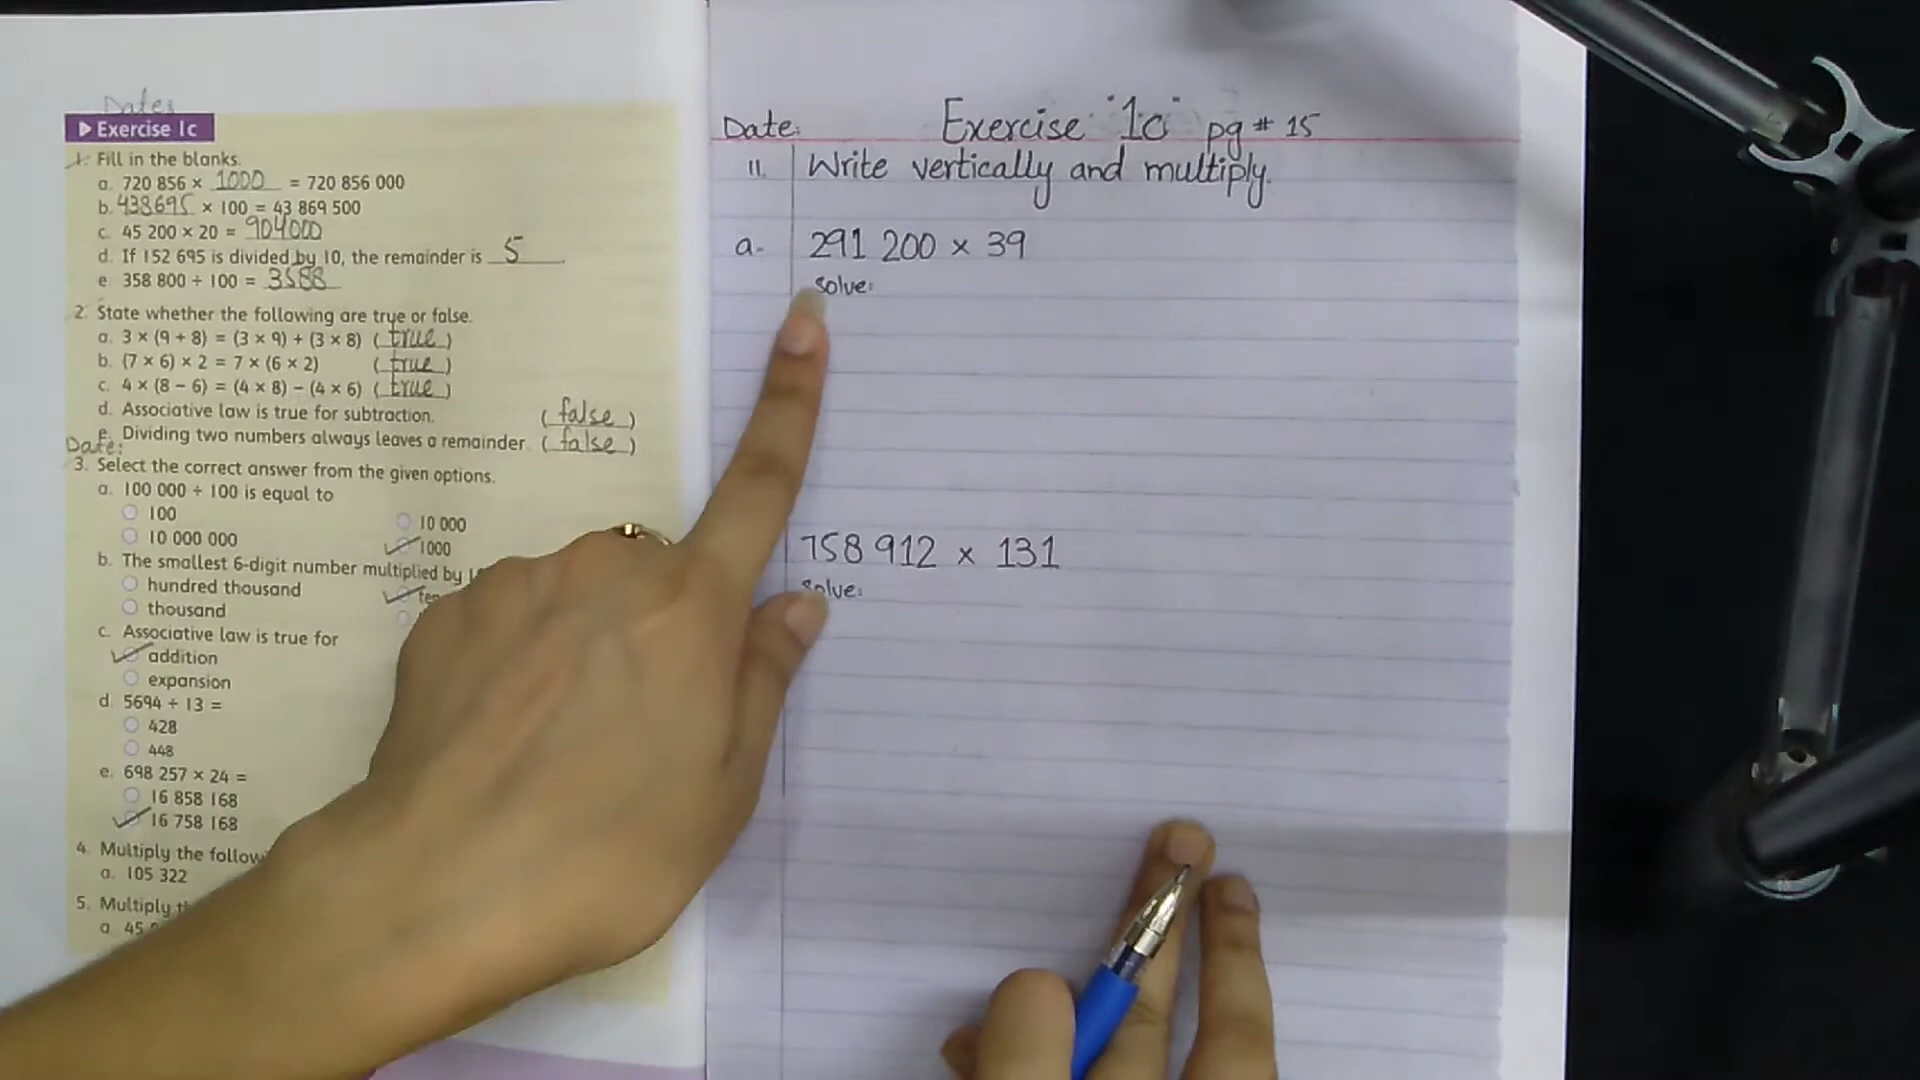 Date:
Exercise 1c
1. Fill in the blanks.
a. 720 856 × 1000 = 720 856 000
b. 438695 × 100 = 43 869 500
c. 45 200 × 20 = 904000
d. If 152 695 is divided by 10, the remainder is 5.
e. 358 800 ÷ 100 = 3588
2. State whether the following are true or false.
a. 3 × (9 + 8) = (3 × 9) + (3 × 8) (true)
b. (7 × 6) × 2 = 7 × (6 × 2) (true)
c. 4 × (8 − 6) = (4 × 8) − (4 × 6) (true)
d. Associative law is true for subtraction. (false)
e. Dividing two numbers always leaves a remainder. (false)
Date:
3. Select the correct answer from the given options.
a. 100 000 ÷ 100 is equal to
100 10 000
10 000 000 1000
b. The smallest 6-digit number multiplied by
hundred thousand
thousand
c. Associative law is true for
addition
expansion
d. 5694 ÷ 13 =
428
448
e. 698 257 × 24 =
16 858 168
16 758 168
4. Multiply the
a. 105 322
5. Multiply
a. 45
Date: Exercise "1c" pg # 15
11. Write vertically and multiply.
a- 291 200 × 39
solve:
758 912 × 131
solve: